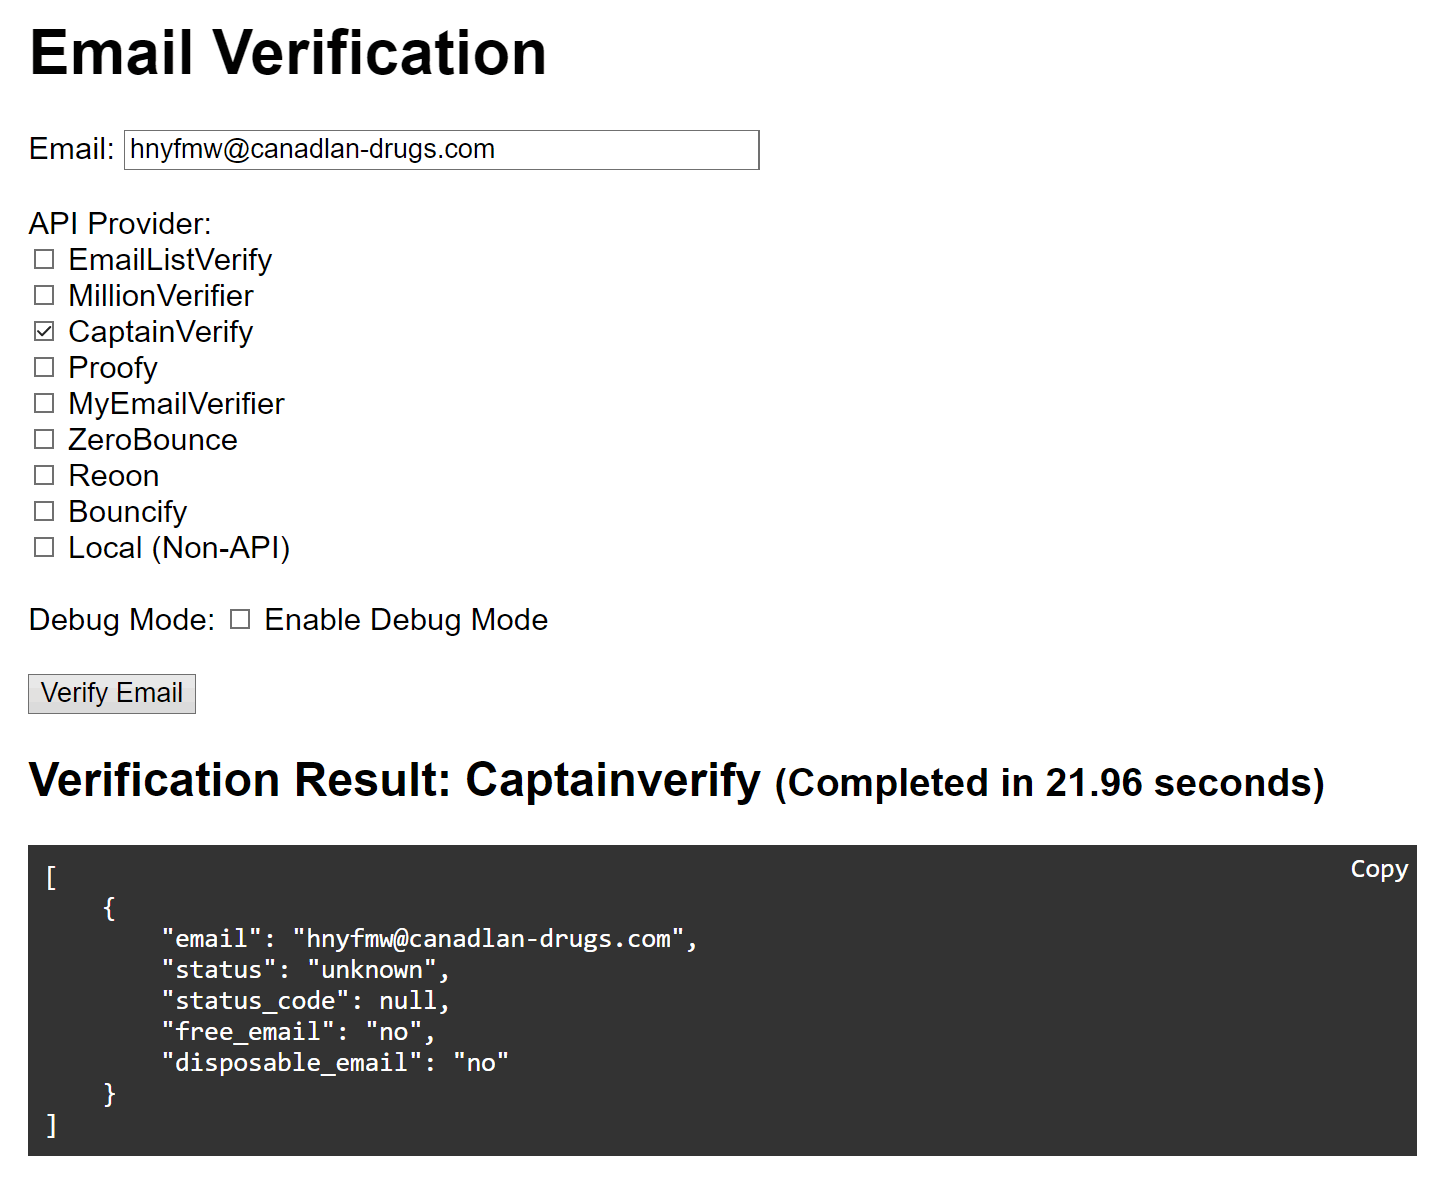 Email Verification
Email: hnyfmw@canadlan-drugs.com
API Provider:
EmailListVerify
MillionVerifier
CaptainVerify
Proofy
MyEmailVerifier
ZeroBounce
Reoon
Bouncify
Local (Non-API)
Debug Mode: Enable Debug Mode
Verify Email
Verification Result: Captainverify (Completed in 21.96 seconds)
Copy
[
{
"email": "hnyfmw@canadlan-drugs.com",
"status": "unknown",
"status_code": null,
"free_email": "no",
"disposable_email": "no"
}
]